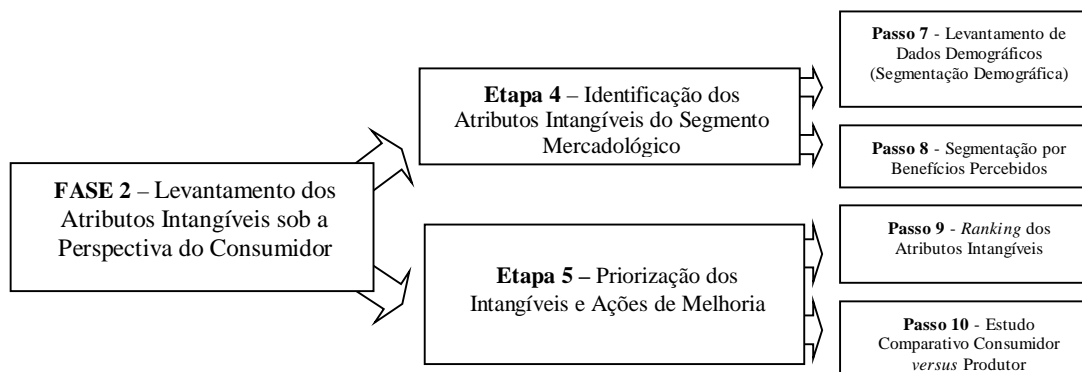 FASE 2 – Levantamento dos
Atributos Intangíveis sob a
Perspectiva do Consumidor
Etapa 4 – Identificação dos
Atributos Intangíveis do Segmento
Mercadológico
Passo 7 - Levantamento de
Dados Demográficos
(Segmentação Demográfica)
Passo 8 - Segmentação por
Benefícios Percebidos
Etapa 5 – Priorização dos
Intangíveis e Ações de Melhoria
Passo 9 - Ranking dos
Atributos Intangíveis
Passo 10 - Estudo
Comparativo Consumidor
versus Produtor